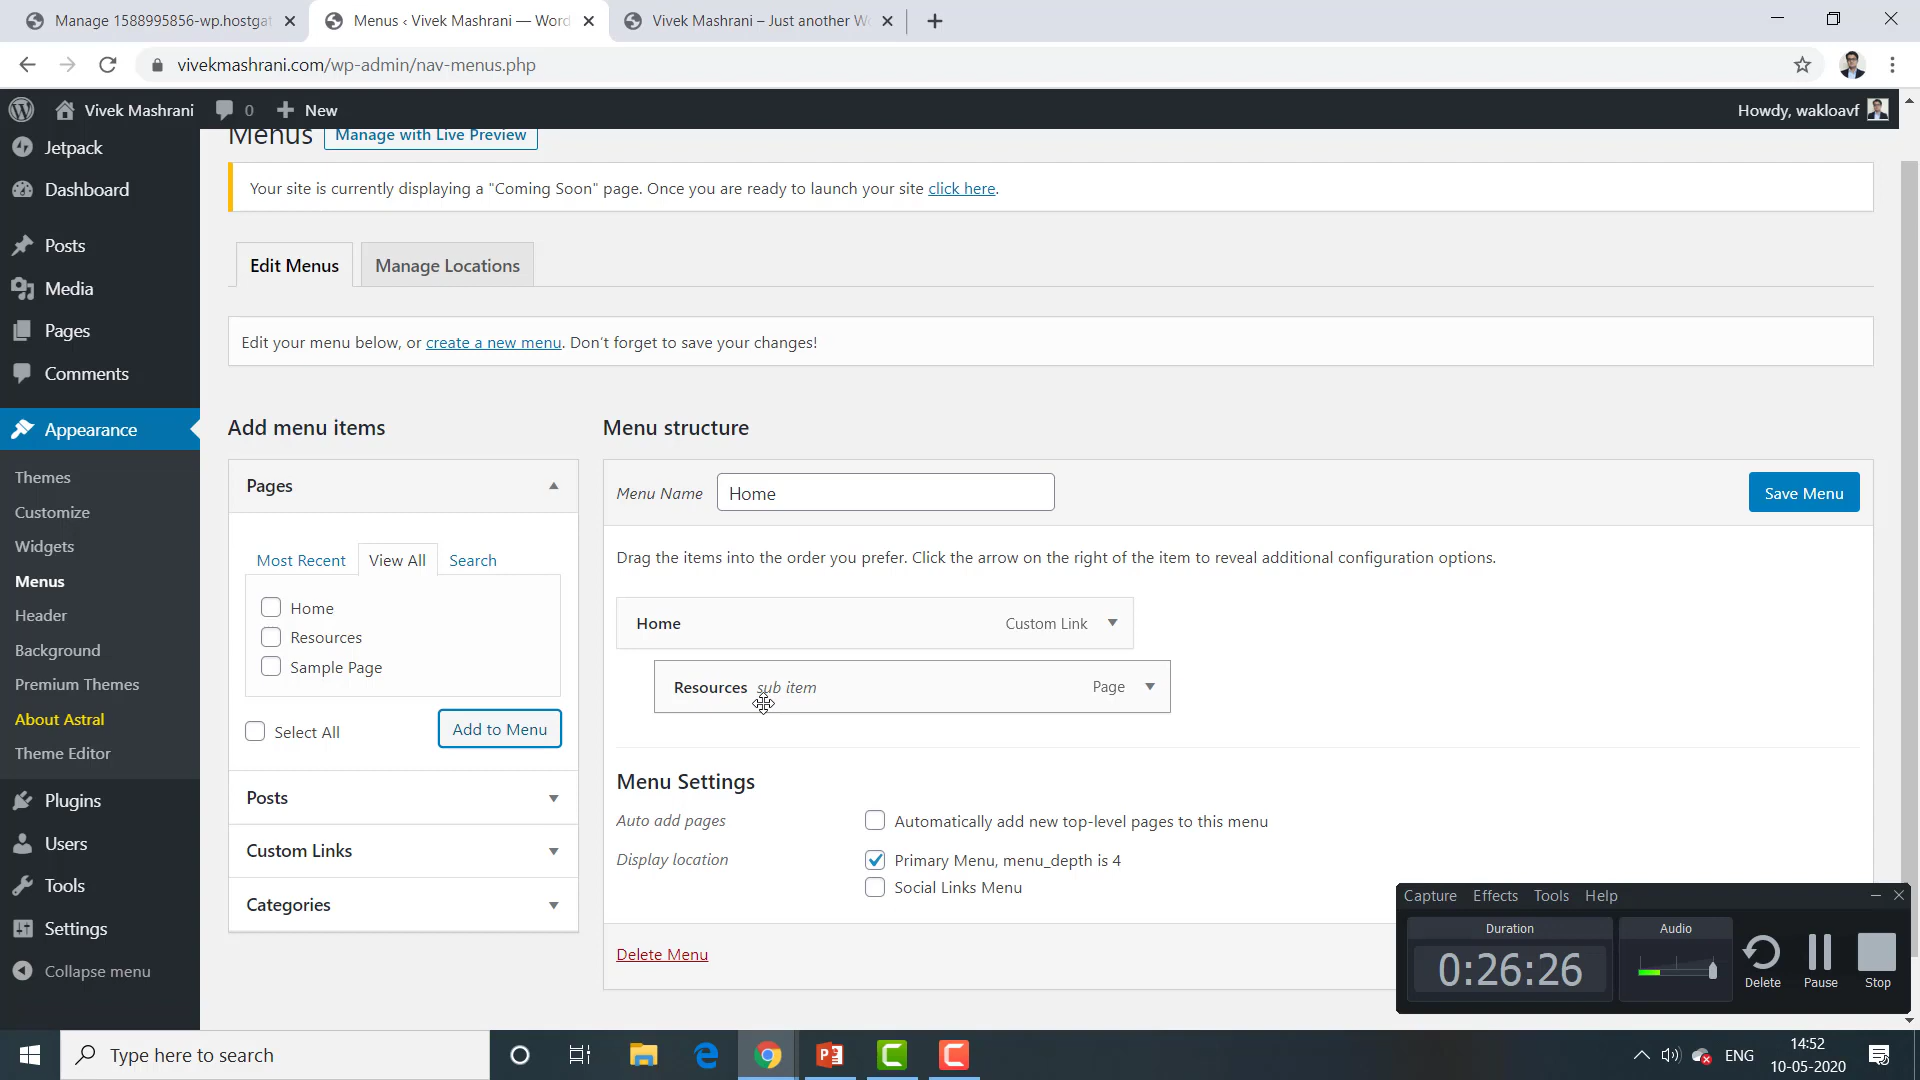 Manage 1588995856-wp.hostgat
Menus ‹ Vivek Mashrani — Word
Vivek Mashrani – Just another Wo
vivekmashrani.com/wp-admin/nav-menus.php
Vivek Mashrani
0
New
Howdy, wakloavf
Jetpack
Dashboard
Posts
Media
Pages
Comments
Appearance
Themes
Customize
Widgets
Menus
Header
Background
Premium Themes
About Astral
Theme Editor
Plugins
Users
Tools
Settings
Collapse menu
Menus
Manage with Live Preview
Your site is currently displaying a "Coming Soon" page. Once you are ready to launch your site click here.
Edit Menus
Manage Locations
Edit your menu below, or create a new menu. Don’t forget to save your changes!
Add menu items
Pages
Most Recent
View All
Search
Home
Resources
Sample Page
Select All
Add to Menu
Posts
Custom Links
Categories
Menu structure
Menu Name
Home
Save Menu
Drag the items into the order you prefer. Click the arrow on the right of the item to reveal additional configuration options.
Home
Custom Link
Resources sub item
Page
Menu Settings
Auto add pages
Automatically add new top-level pages to this menu
Display location
Primary Menu, menu_depth is 4
Social Links Menu
Delete Menu
Capture Effects Tools Help
Duration
0:26:26
Audio
Delete
Pause
Stop
Type here to search
ENG
14:52
10-05-2020